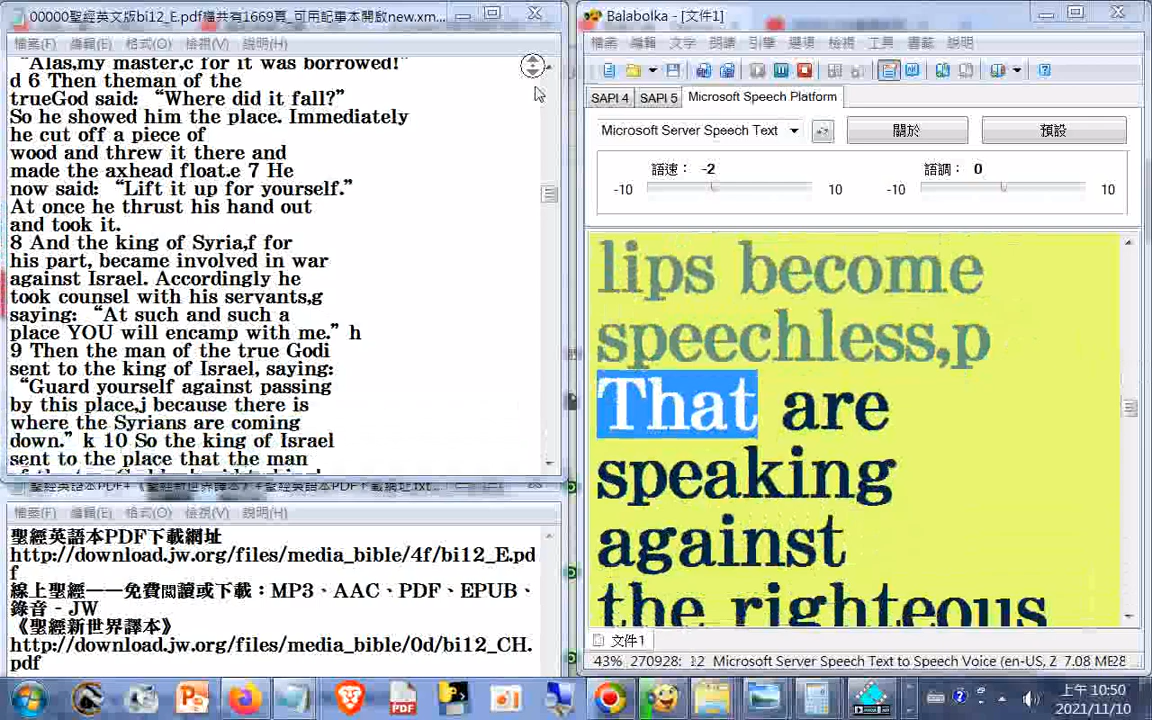 00000聖經英文版bi12_E.pdf檔共有1669頁_可用記事本開啟new.xm...
檔案(F) 編輯(E) 格式(O) 檢視(V) 說明(H)
“Alas,my master,c for it was borrowed!”
d 6 Then theman of the
trueGod said: “Where did it fall?”
So he showed him the place. Immediately
he cut off a piece of
wood and threw it there and
made the axhead float.e 7 He
now said: “Lift it up for yourself.”
At once he thrust his hand out
and took it.
8 And the king of Syria,f for
his part, became involved in war
against Israel. Accordingly he
took counsel with his servants,g
saying: “At such and such a
place YOU will encamp with me.” h
9 Then the man of the true Godi
sent to the king of Israel, saying:
“Guard yourself against passing
by this place,j because there is
where the Syrians are coming
down.” k 10 So the king of Israel
sent to the place that the man
檔案(F) 編輯(E) 格式(O) 檢視(V) 說明(H)
聖經英語本PDF下載網址
http://download.jw.org/files/media_bible/4f/bi12_E.pd
f
線上聖經——免費閱讀或下載：MP3、AAC、PDF、EPUB、
錄音 - JW
《聖經新世界譯本》
http://download.jw.org/files/media_bible/0d/bi12_CH.
pdf
Balabolka - [文件1]
檔案 編輯 文字 朗讀 引擎 選項 檢視 工具 書籤 說明
SAPI 4 SAPI 5 Microsoft Speech Platform
Microsoft Server Speech Text 關於 預設
語速： -2 語調： 0
-10 10 -10 10
lips become
speechless,p
That are
speaking
against
the righteous
文件1
43% 270928: 12 Microsoft Server Speech Text to Speech Voice (en-US, Z 7.08 ME28
PDF
上午 10:50
2021/11/10